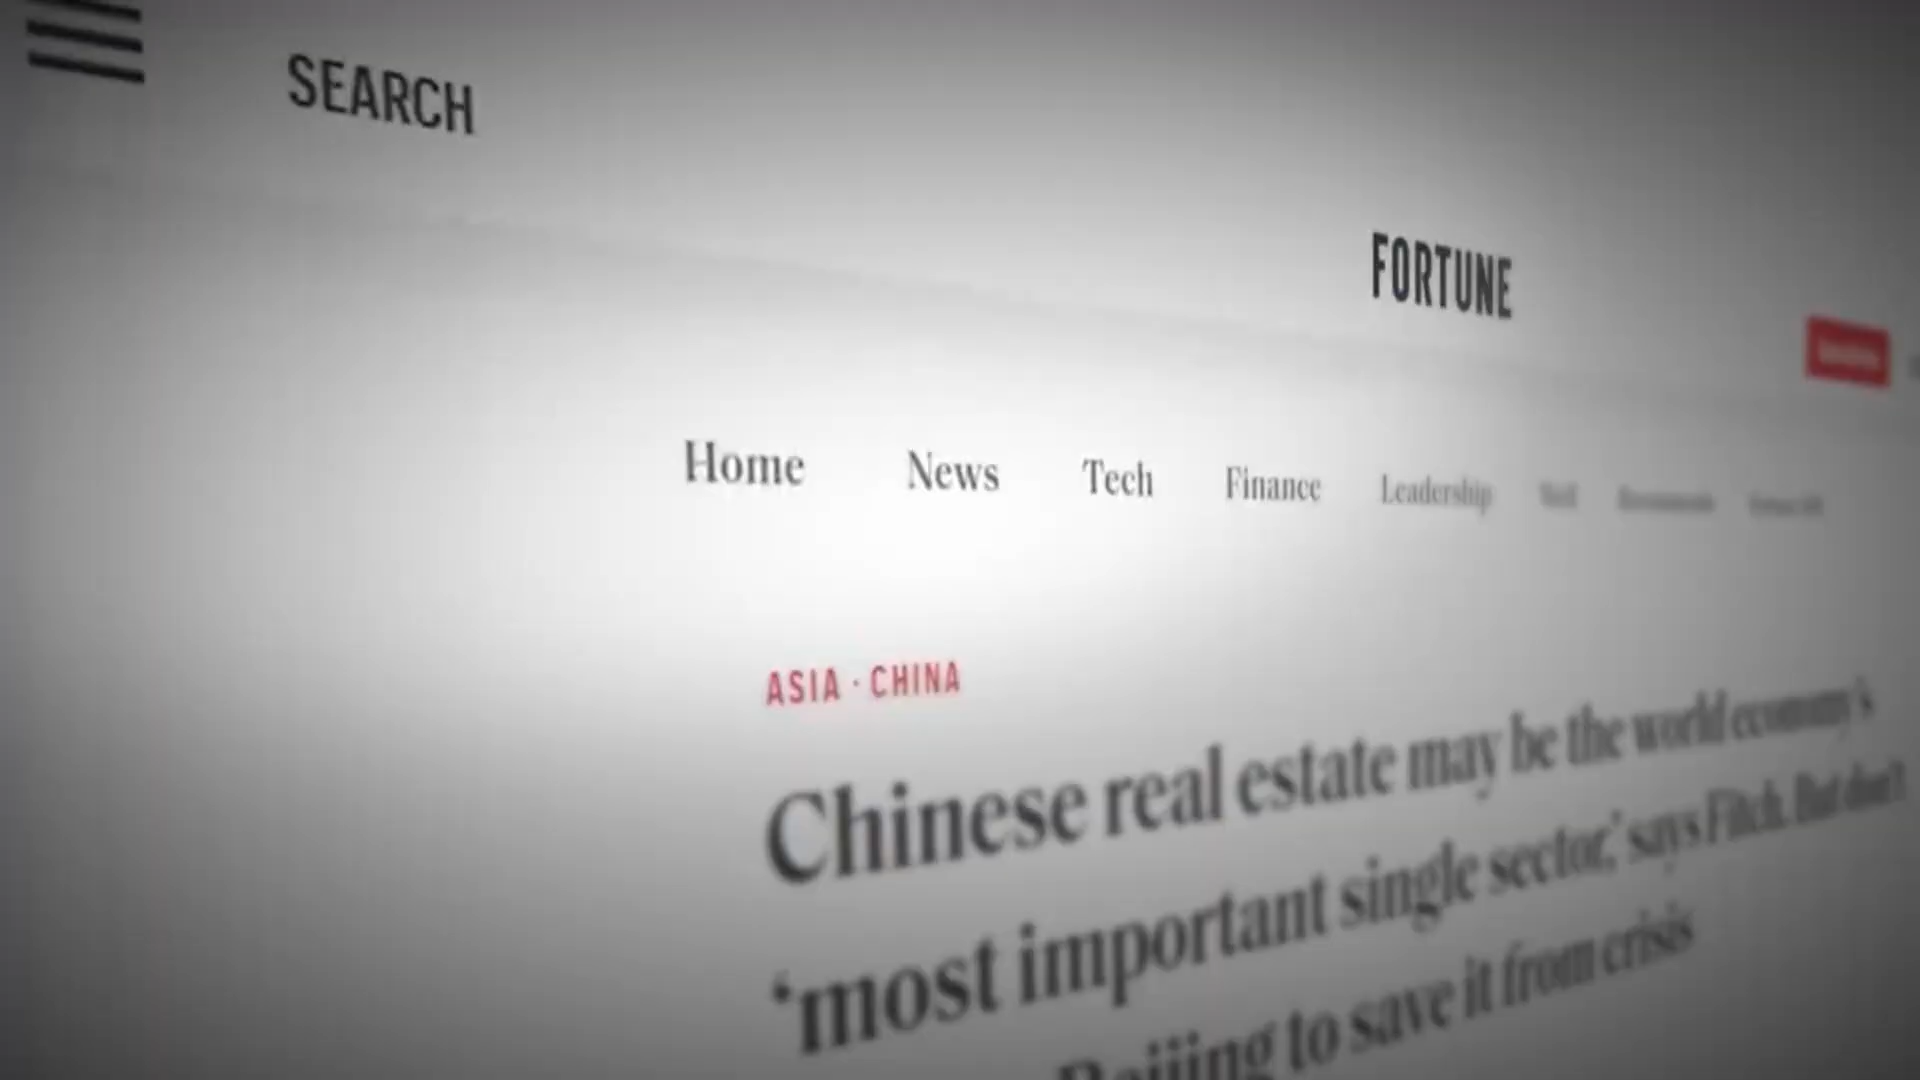 SEARCH
FORTUNE
Home News Tech Finance Leadership
ASIA · CHINA
Chinese real estate may be the world economy's
‘most important single sector,’ says Fitch. But don't
Beijing to save it from crisis